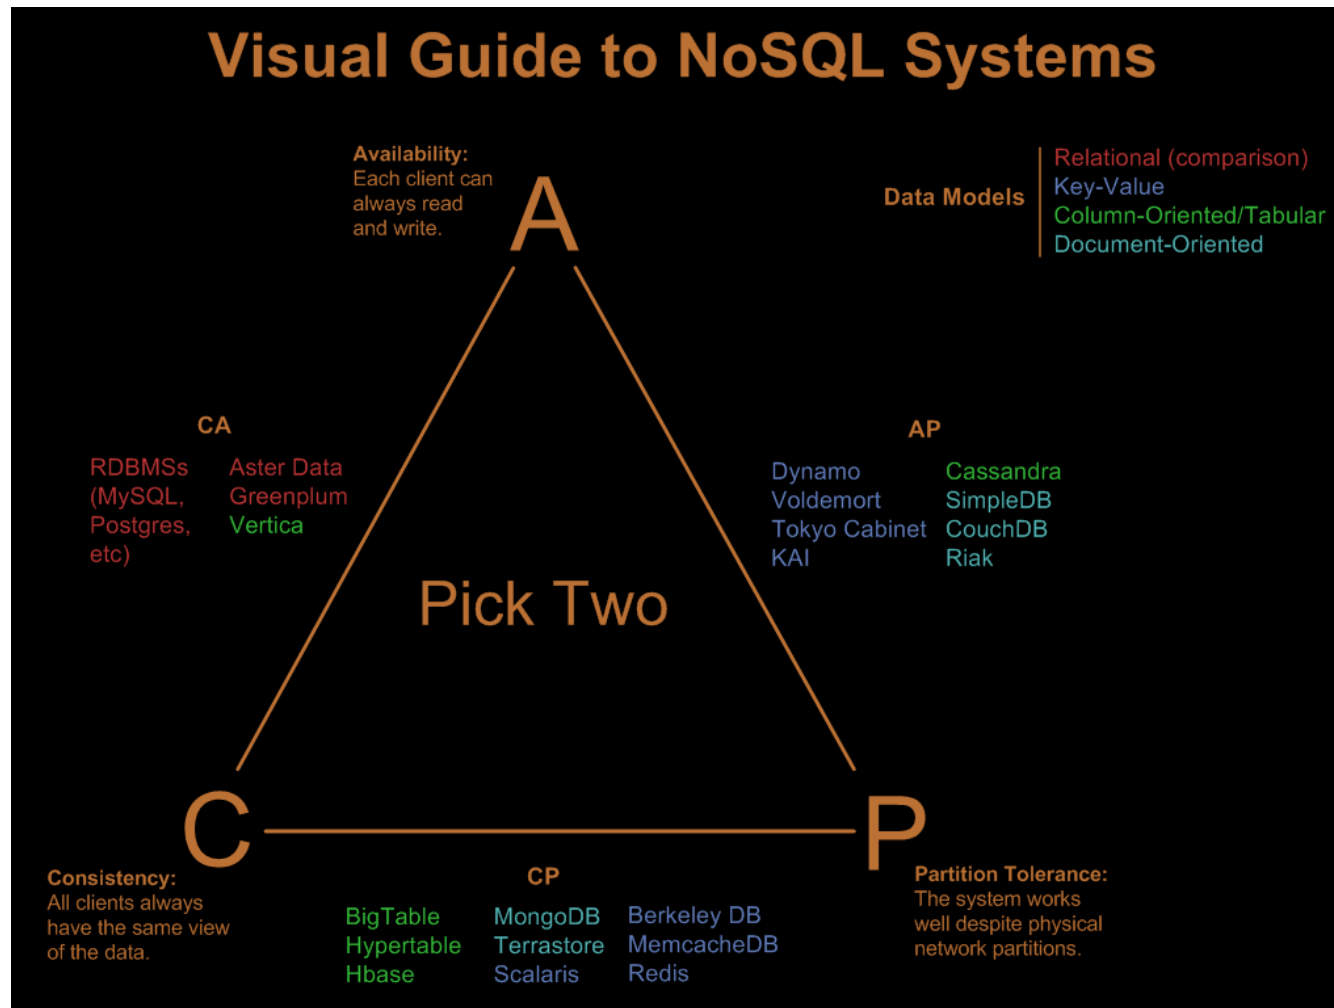 Visual Guide to NoSQL Systems
Availability:
Each client can
always read
and write.
A
Data Models
Relational (comparison)
Key-Value
Column-Oriented/Tabular
Document-Oriented
CA
RDBMSs
(MySQL,
Postgres,
etc)
Aster Data
Greenplum
Vertica
AP
Dynamo
Voldemort
Tokyo Cabinet
KAI
Cassandra
SimpleDB
CouchDB
Riak
Pick Two
C
P
Consistency:
All clients always
have the same view
of the data.
CP
BigTable
Hypertable
Hbase
MongoDB
Terrastore
Scalaris
Berkeley DB
MemcacheDB
Redis
Partition Tolerance:
The system works
well despite physical
network partitions.